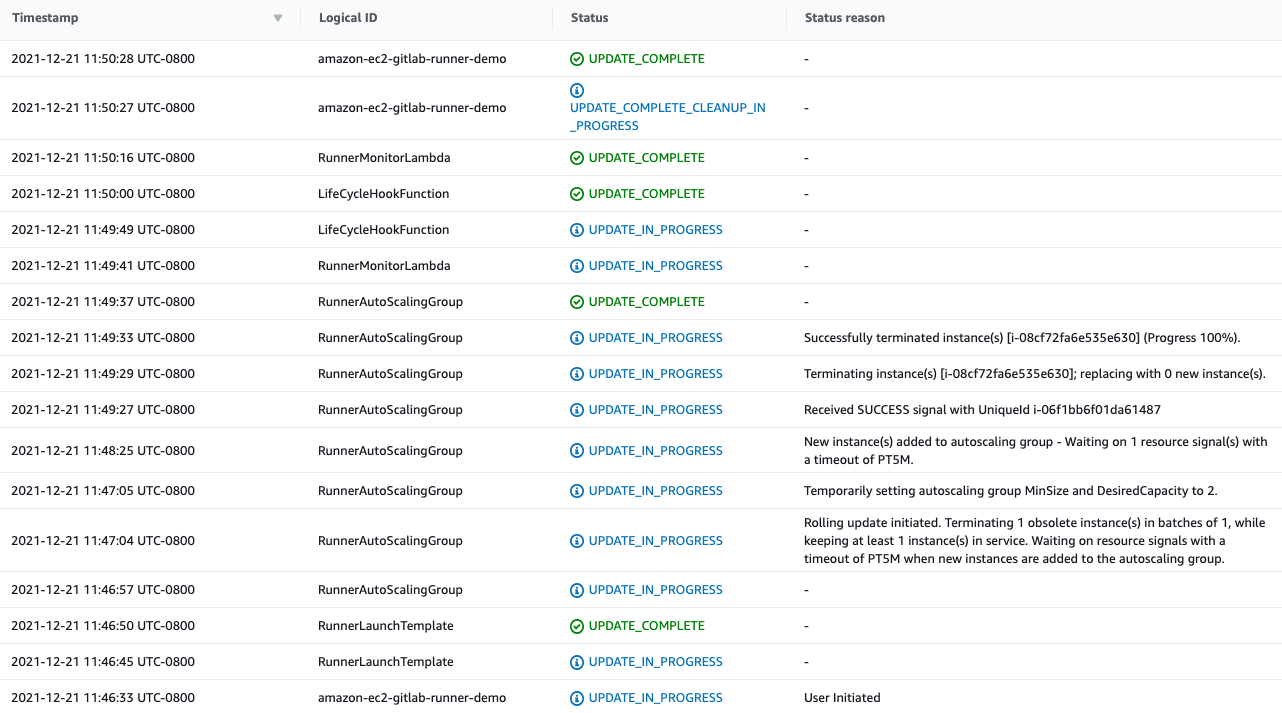 Timestamp Logical ID Status Status reason
2021-12-21 11:50:28 UTC-0800 amazon-ec2-gitlab-runner-demo UPDATE_COMPLETE -
2021-12-21 11:50:27 UTC-0800 amazon-ec2-gitlab-runner-demo UPDATE_COMPLETE_CLEANUP_IN
_PROGRESS -
2021-12-21 11:50:16 UTC-0800 RunnerMonitorLambda UPDATE_COMPLETE -
2021-12-21 11:50:00 UTC-0800 LifeCycleHookFunction UPDATE_COMPLETE -
2021-12-21 11:49:49 UTC-0800 LifeCycleHookFunction UPDATE_IN_PROGRESS -
2021-12-21 11:49:41 UTC-0800 RunnerMonitorLambda UPDATE_IN_PROGRESS -
2021-12-21 11:49:37 UTC-0800 RunnerAutoScalingGroup UPDATE_COMPLETE -
2021-12-21 11:49:33 UTC-0800 RunnerAutoScalingGroup UPDATE_IN_PROGRESS Successfully terminated instance(s) [i-08cf72fa6e535e630] (Progress 100%).
2021-12-21 11:49:29 UTC-0800 RunnerAutoScalingGroup UPDATE_IN_PROGRESS Terminating instance(s) [i-08cf72fa6e535e630]; replacing with 0 new instance(s).
2021-12-21 11:49:27 UTC-0800 RunnerAutoScalingGroup UPDATE_IN_PROGRESS Received SUCCESS signal with UniqueId i-06f1bb6f01da61487
2021-12-21 11:48:25 UTC-0800 RunnerAutoScalingGroup UPDATE_IN_PROGRESS New instance(s) added to autoscaling group - Waiting on 1 resource signal(s) with
a timeout of PT5M.
2021-12-21 11:47:05 UTC-0800 RunnerAutoScalingGroup UPDATE_IN_PROGRESS Temporarily setting autoscaling group MinSize and DesiredCapacity to 2.
2021-12-21 11:47:04 UTC-0800 RunnerAutoScalingGroup UPDATE_IN_PROGRESS Rolling update initiated. Terminating 1 obsolete instance(s) in batches of 1, while
keeping at least 1 instance(s) in service. Waiting on resource signals with a
timeout of PT5M when new instances are added to the autoscaling group.
2021-12-21 11:46:57 UTC-0800 RunnerAutoScalingGroup UPDATE_IN_PROGRESS -
2021-12-21 11:46:50 UTC-0800 RunnerLaunchTemplate UPDATE_COMPLETE -
2021-12-21 11:46:45 UTC-0800 RunnerLaunchTemplate UPDATE_IN_PROGRESS -
2021-12-21 11:46:33 UTC-0800 amazon-ec2-gitlab-runner-demo UPDATE_IN_PROGRESS User Initiated